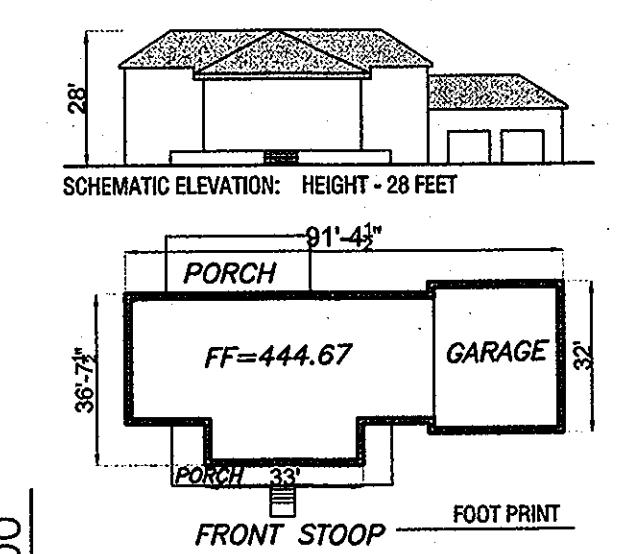 28'
SCHEMATIC ELEVATION: HEIGHT - 28 FEET
91'-4½"
PORCH
FF=444.67
GARAGE
36'-7½"
32'
PORCH 33'
FRONT STOOP
FOOT PRINT